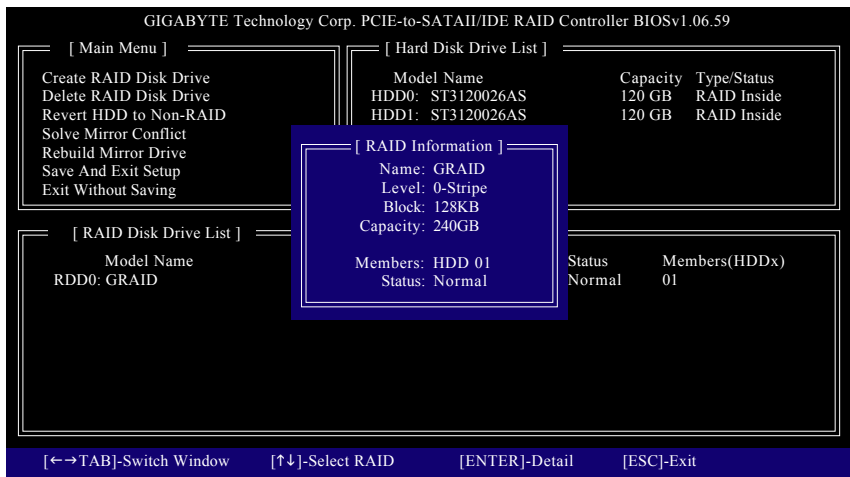 GIGABYTE Technology Corp. PCIE-to-SATAII/IDE RAID Controller BIOSv1.06.59
[ Main Menu ]
Create RAID Disk Drive
Delete RAID Disk Drive
Revert HDD to Non-RAID
Solve Mirror Conflict
Rebuild Mirror Drive
Save And Exit Setup
Exit Without Saving
[ Hard Disk Drive List ]
Model Name Capacity Type/Status
HDD0: ST3120026AS 120 GB RAID Inside
HDD1: ST3120026AS 120 GB RAID Inside
[ RAID Information ]
Name: GRAID
Level: 0-Stripe
Block: 128KB
Capacity: 240GB
Members: HDD 01
Status: Normal
[ RAID Disk Drive List ]
Model Name Status Members(HDDx)
RDD0: GRAID Normal 01
[←→TAB]-Switch Window [↑↓]-Select RAID [ENTER]-Detail [ESC]-Exit